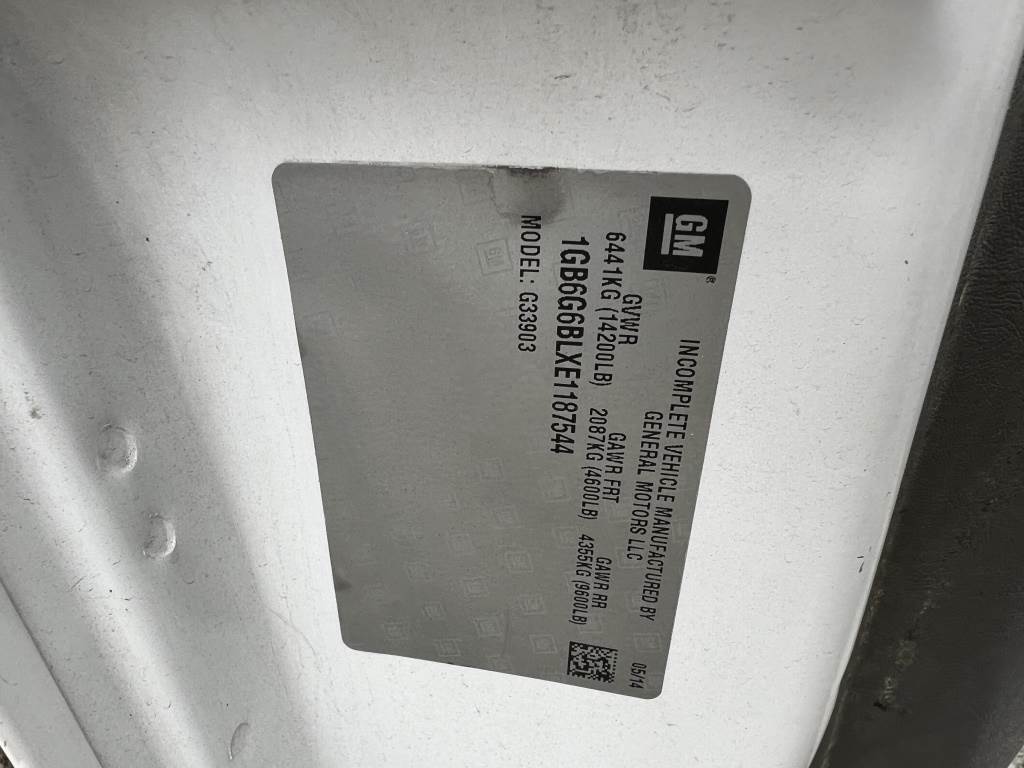 GM®
INCOMPLETE VEHICLE MANUFACTURED BY
GENERAL MOTORS LLC
05/14
GVWR GAWR FRT GAWR RR
6441KG (14200LB) 2087KG (4600LB) 4355KG (9600LB)
1GB6G6BLXE1187544
MODEL: G33903